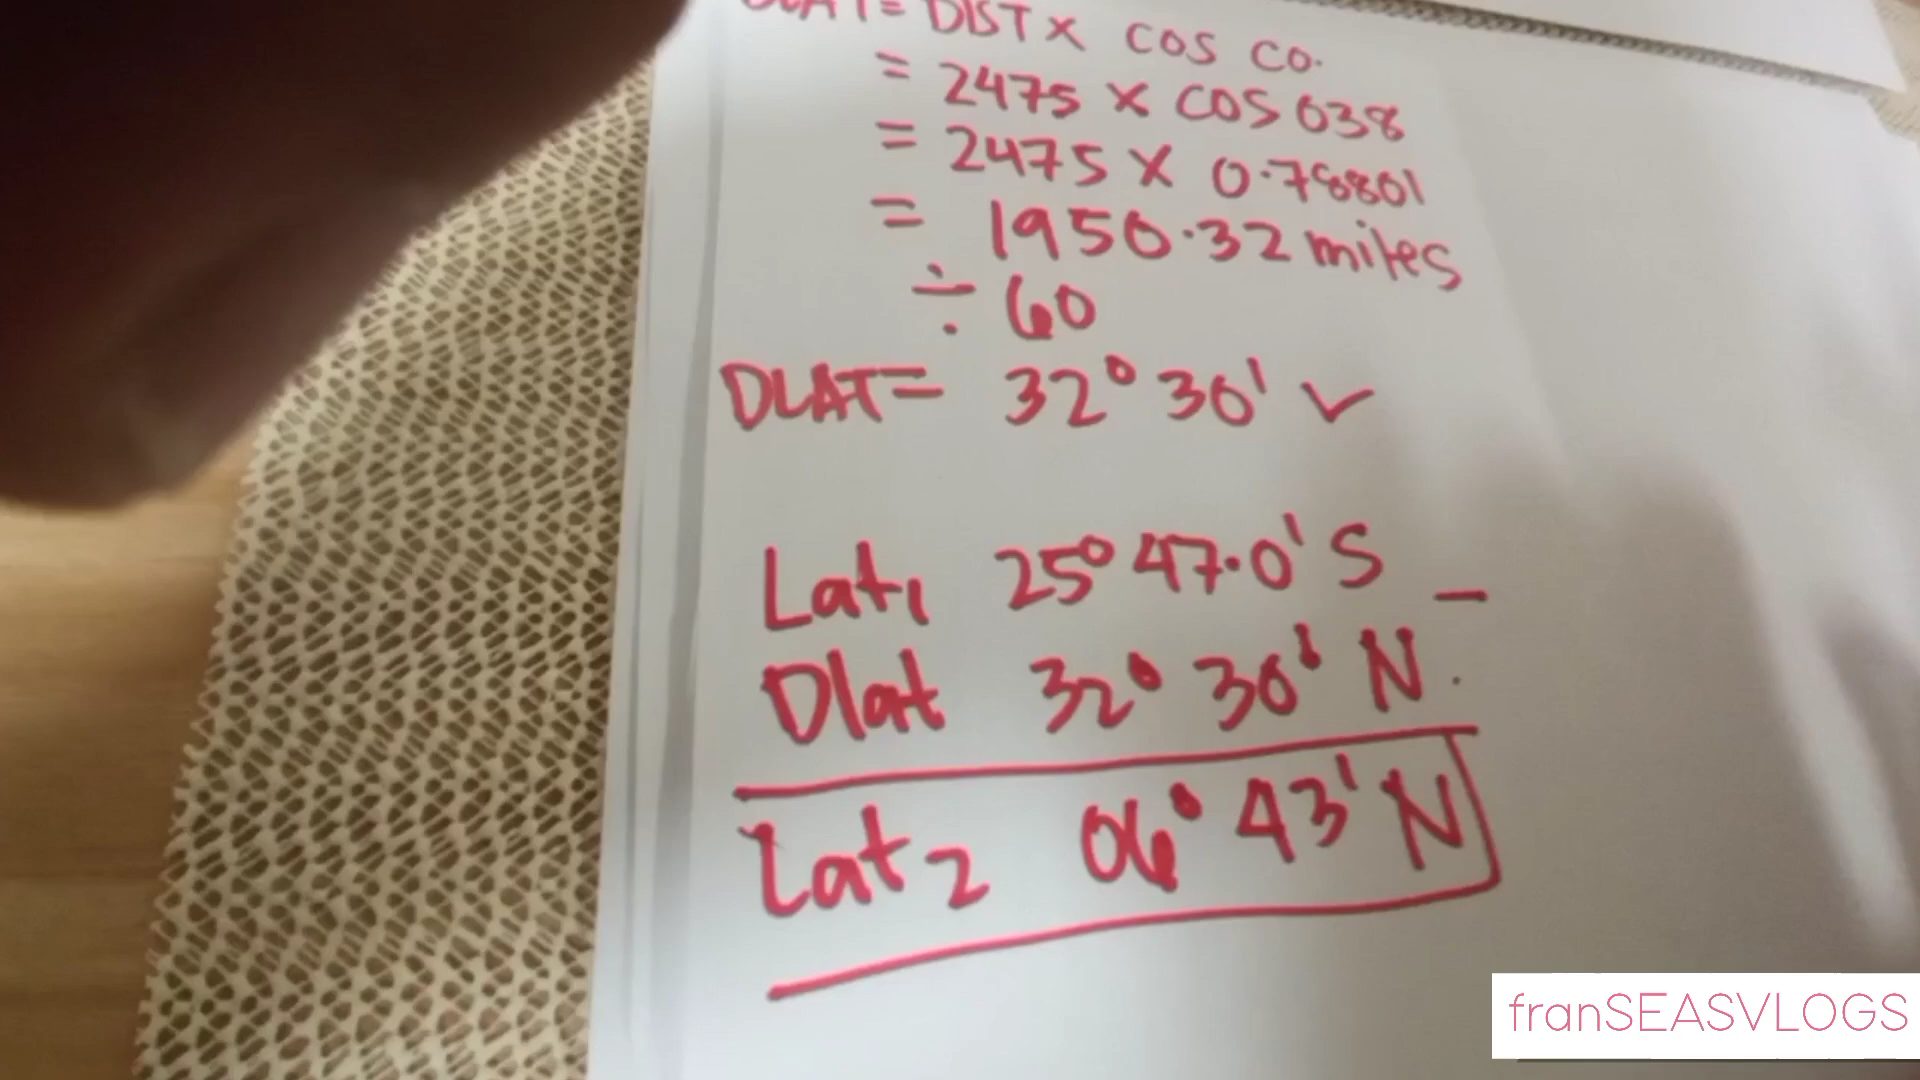 DLAT = DIST X COS CO.
= 2475 X COS 038
= 2475 X 0.78801
= 1950.32 miles
÷ 60
DLAT = 32° 30' ✓
Lat1 25° 47.0' S −
Dlat 32° 30' N
Lat2 06° 43' N
franSEASVLOGS